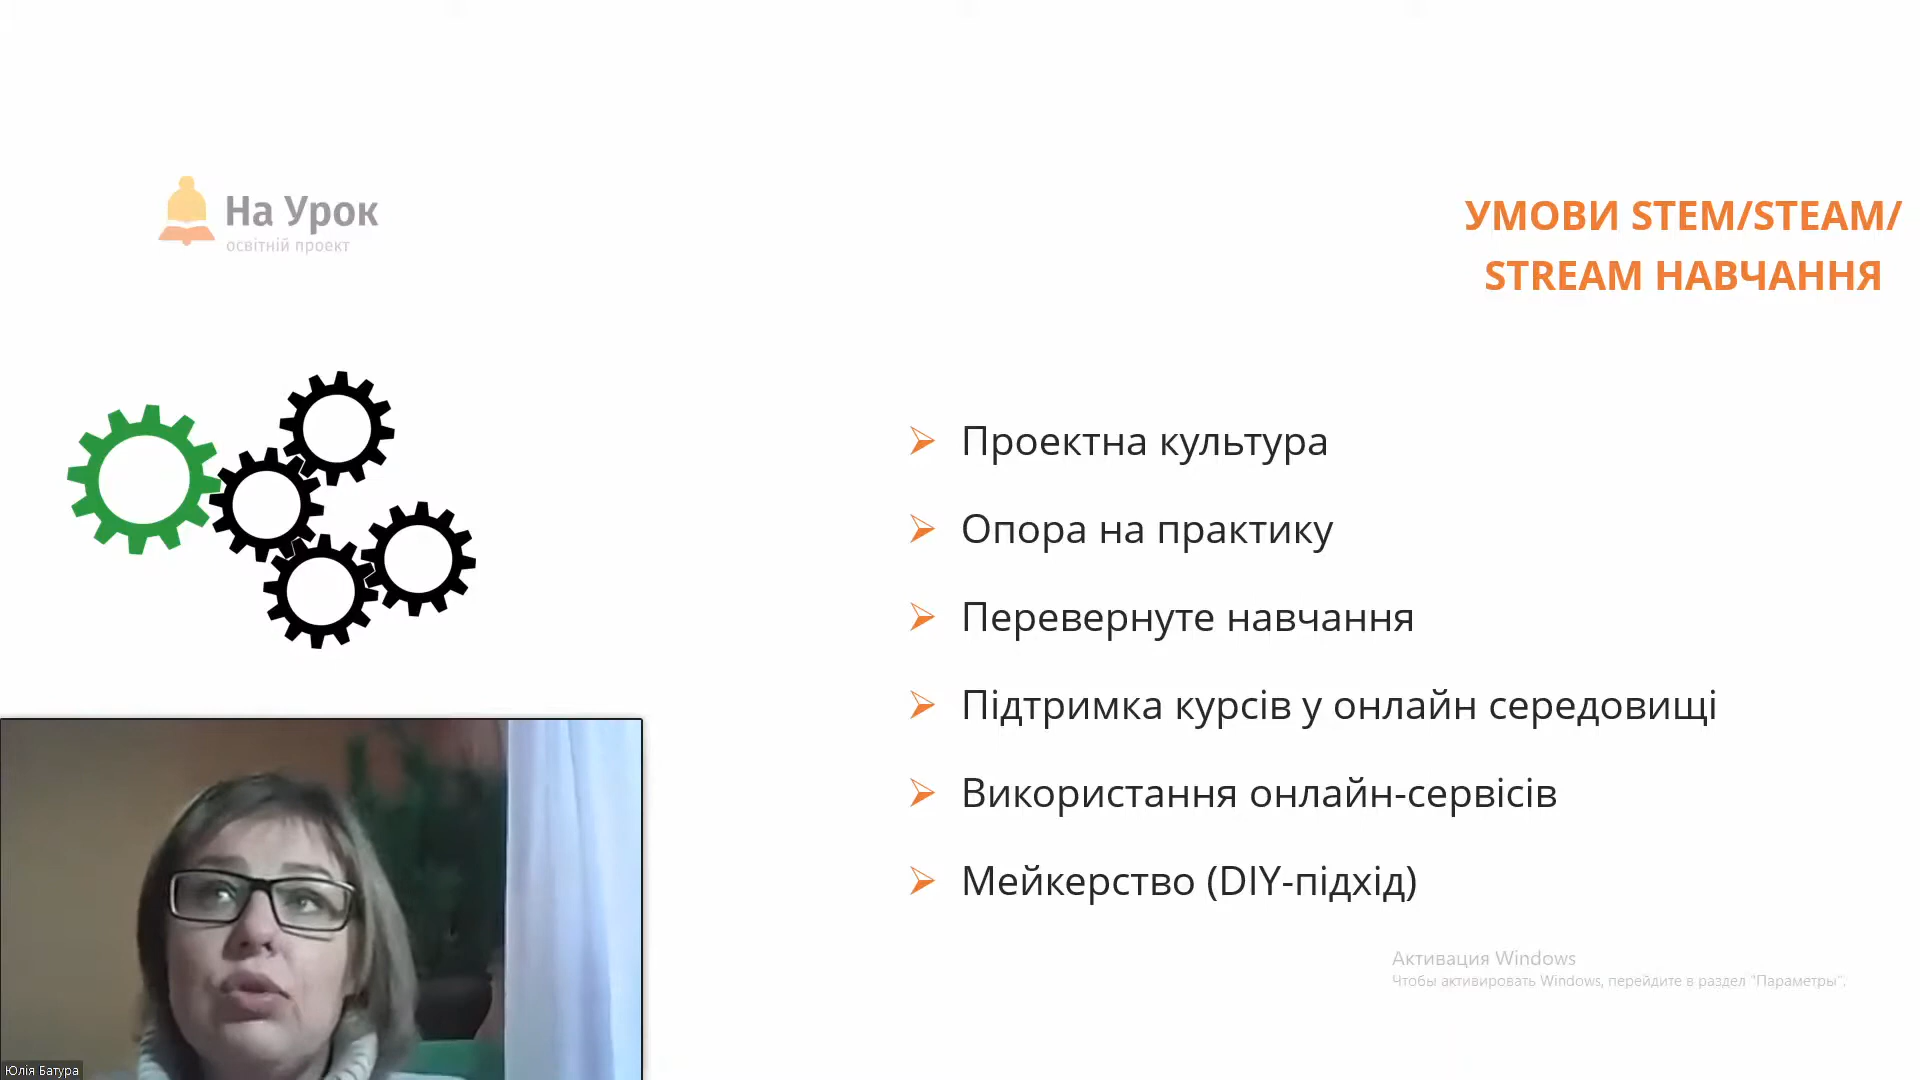 На Урок
освітній проект
УМОВИ STEM/STEAM/
STREAM НАВЧАННЯ
Проектна культура
Опора на практику
Перевернуте навчання
Підтримка курсів у онлайн середовищі
Використання онлайн-сервісів
Мейкерство (DIY-підхід)
Активация Windows
Чтобы активировать Windows, перейдите в раздел "Параметры".
Юлія Батура